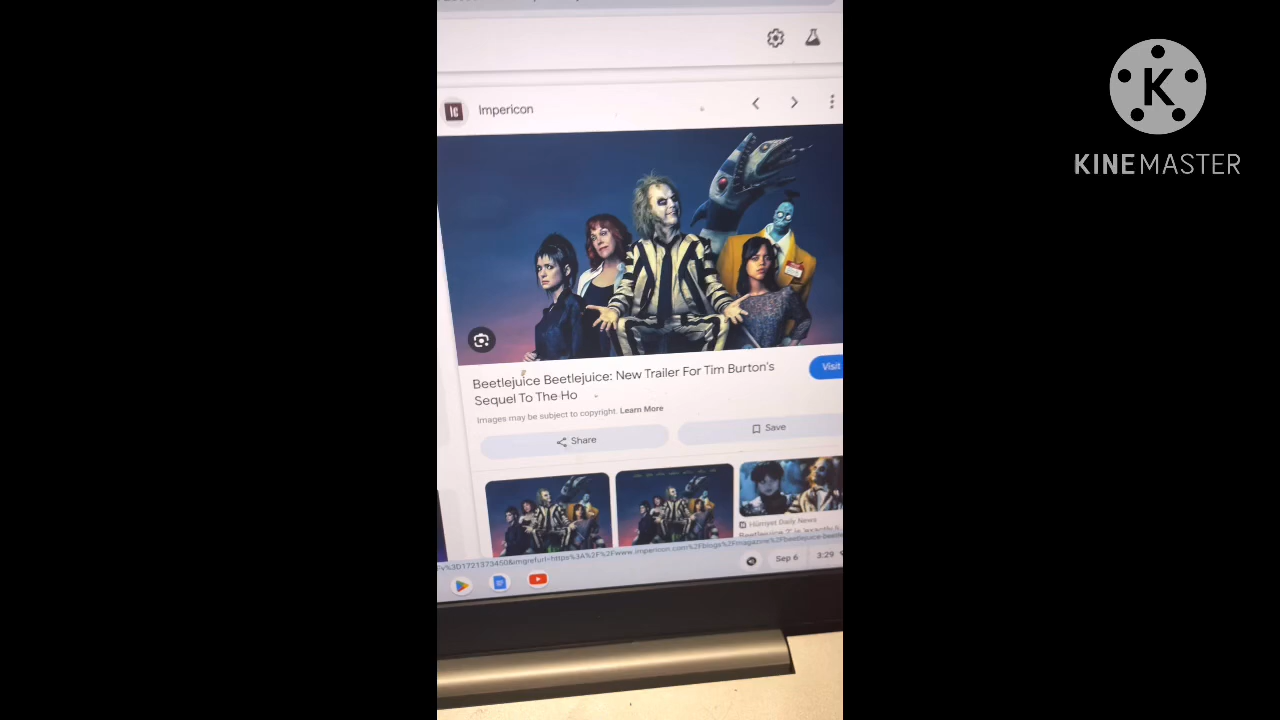 Impericon
Beetlejuice Beetlejuice: New Trailer For Tim Burton's
Sequel To The Ho
Visit
Images may be subject to copyright. Learn More
Share
Save
Hürriyet Daily News
Sep 6
3:29
KINEMASTER